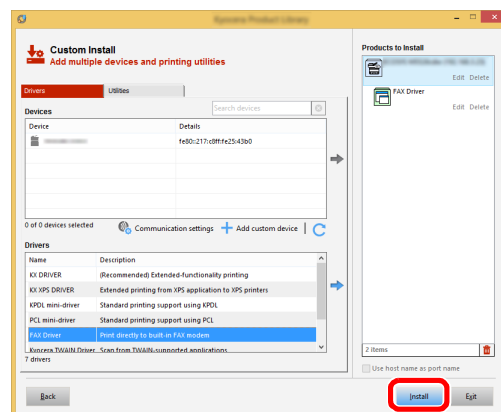 Custom Install
Add multiple devices and printing utilities
Drivers Utilities
Devices Search devices
Device Details
fe80::217:c8ff:fe25:43b0
0 of 0 devices selected Communication settings Add custom device
Drivers
Name Description
KX DRIVER (Recommended) Extended-functionality printing
KX XPS DRIVER Extended printing from XPS application to XPS printers
KPDL mini-driver Standard printing support using KPDL
PCL mini-driver Standard printing support using PCL
FAX Driver Print directly to built-in FAX modem
Kyocera TWAIN Driver Scan from TWAIN-supported applications
7 drivers
Products to Install
Edit Delete
FAX Driver
Edit Delete
2 items
Use host name as port name
Back Install Exit